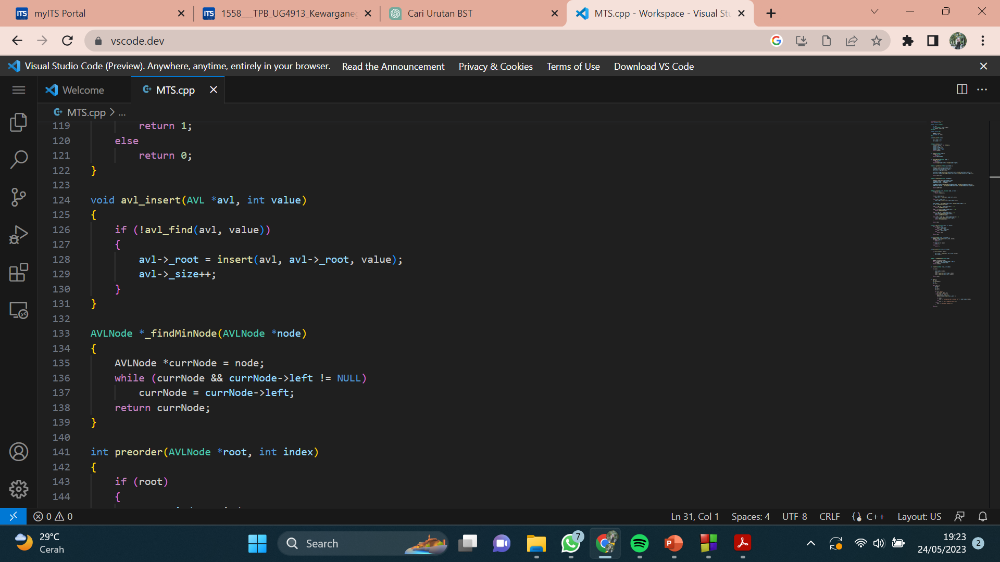 myITS Portal
1558___TPB_UG4913_Kewarganeg
Cari Urutan BST
MTS.cpp - Workspace - Visual Stu
vscode.dev
Visual Studio Code (Preview). Anywhere, anytime, entirely in your browser. Read the Announcement Privacy & Cookies Terms of Use Download VS Code
Welcome
MTS.cpp
MTS.cpp > ...
119 return 1;
120 else
121 return 0;
122 }
123
124 void avl_insert(AVL *avl, int value)
125 {
126 if (!avl_find(avl, value))
127 {
128 avl->_root = insert(avl, avl->_root, value);
129 avl->_size++;
130 }
131 }
132
133 AVLNode *_findMinNode(AVLNode *node)
134 {
135 AVLNode *currNode = node;
136 while (currNode && currNode->left != NULL)
137 currNode = currNode->left;
138 return currNode;
139 }
140
141 int preorder(AVLNode *root, int index)
142 {
143 if (root)
144 {
0 0
Ln 31, Col 1 Spaces: 4 UTF-8 CRLF C++ Layout: US
29°C
Cerah
Search
7
19:23
24/05/2023
2